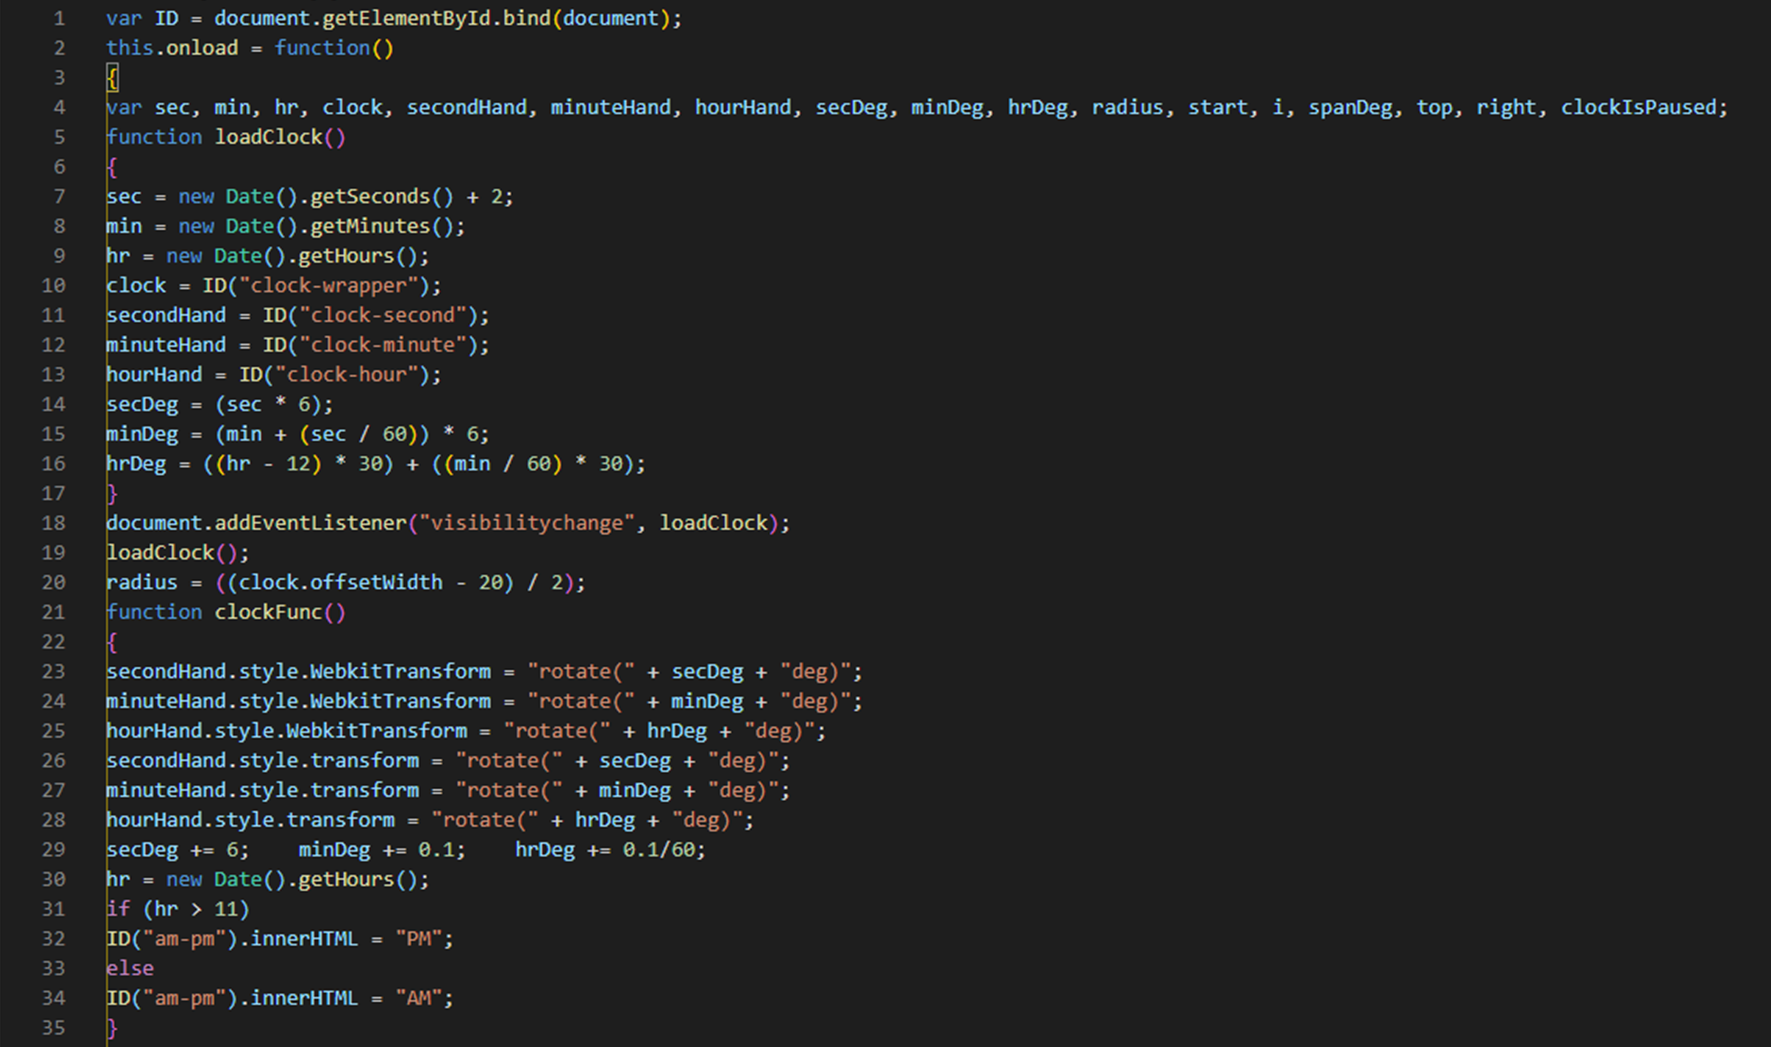 1 var ID = document.getElementById.bind(document);
2 this.onload = function()
3 {
4 var sec, min, hr, clock, secondHand, minuteHand, hourHand, secDeg, minDeg, hrDeg, radius, start, i, spanDeg, top, right, clockIsPaused;
5 function loadClock()
6 {
7 sec = new Date().getSeconds() + 2;
8 min = new Date().getMinutes();
9 hr = new Date().getHours();
10 clock = ID("clock-wrapper");
11 secondHand = ID("clock-second");
12 minuteHand = ID("clock-minute");
13 hourHand = ID("clock-hour");
14 secDeg = (sec * 6);
15 minDeg = (min + (sec / 60)) * 6;
16 hrDeg = ((hr - 12) * 30) + ((min / 60) * 30);
17 }
18 document.addEventListener("visibilitychange", loadClock);
19 loadClock();
20 radius = ((clock.offsetWidth - 20) / 2);
21 function clockFunc()
22 {
23 secondHand.style.WebkitTransform = "rotate(" + secDeg + "deg)";
24 minuteHand.style.WebkitTransform = "rotate(" + minDeg + "deg)";
25 hourHand.style.WebkitTransform = "rotate(" + hrDeg + "deg)";
26 secondHand.style.transform = "rotate(" + secDeg + "deg)";
27 minuteHand.style.transform = "rotate(" + minDeg + "deg)";
28 hourHand.style.transform = "rotate(" + hrDeg + "deg)";
29 secDeg += 6;    minDeg += 0.1;    hrDeg += 0.1/60;
30 hr = new Date().getHours();
31 if (hr > 11)
32 ID("am-pm").innerHTML = "PM";
33 else
34 ID("am-pm").innerHTML = "AM";
35 }